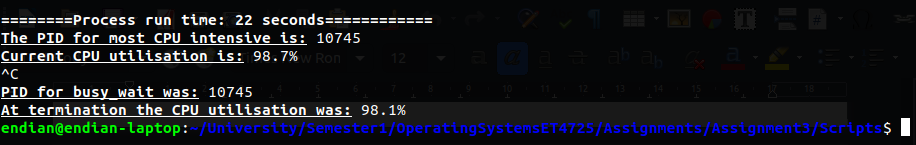 ========Process run time: 22 seconds============
The PID for most CPU intensive is: 10745
Current CPU utilisation is: 98.7%
^C
PID for busy_wait was: 10745
At termination the CPU utilisation was: 98.1%
endian@endian-laptop:~/University/Semester1/OperatingSystemsET4725/Assignments/Assignment3/Scripts$